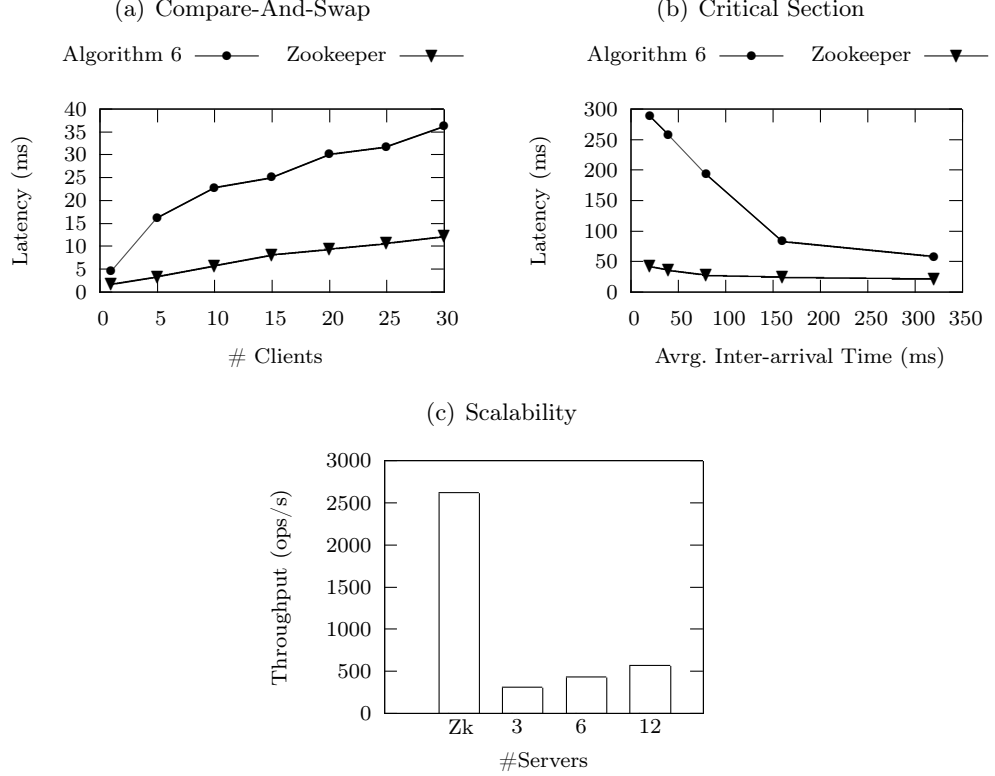 (a) Compare-And-Swap
Algorithm 6
Zookeeper
40
35
30
25
20
15
10
5
0
Latency (ms)
0 5 10 15 20 25 30
# Clients
(b) Critical Section
Algorithm 6
Zookeeper
300
250
200
150
100
50
0
Latency (ms)
0 50 100 150 200 250 300 350
Avrg. Inter-arrival Time (ms)
(c) Scalability
3000
2500
2000
1500
1000
500
0
Throughput (ops/s)
Zk 3 6 12
#Servers